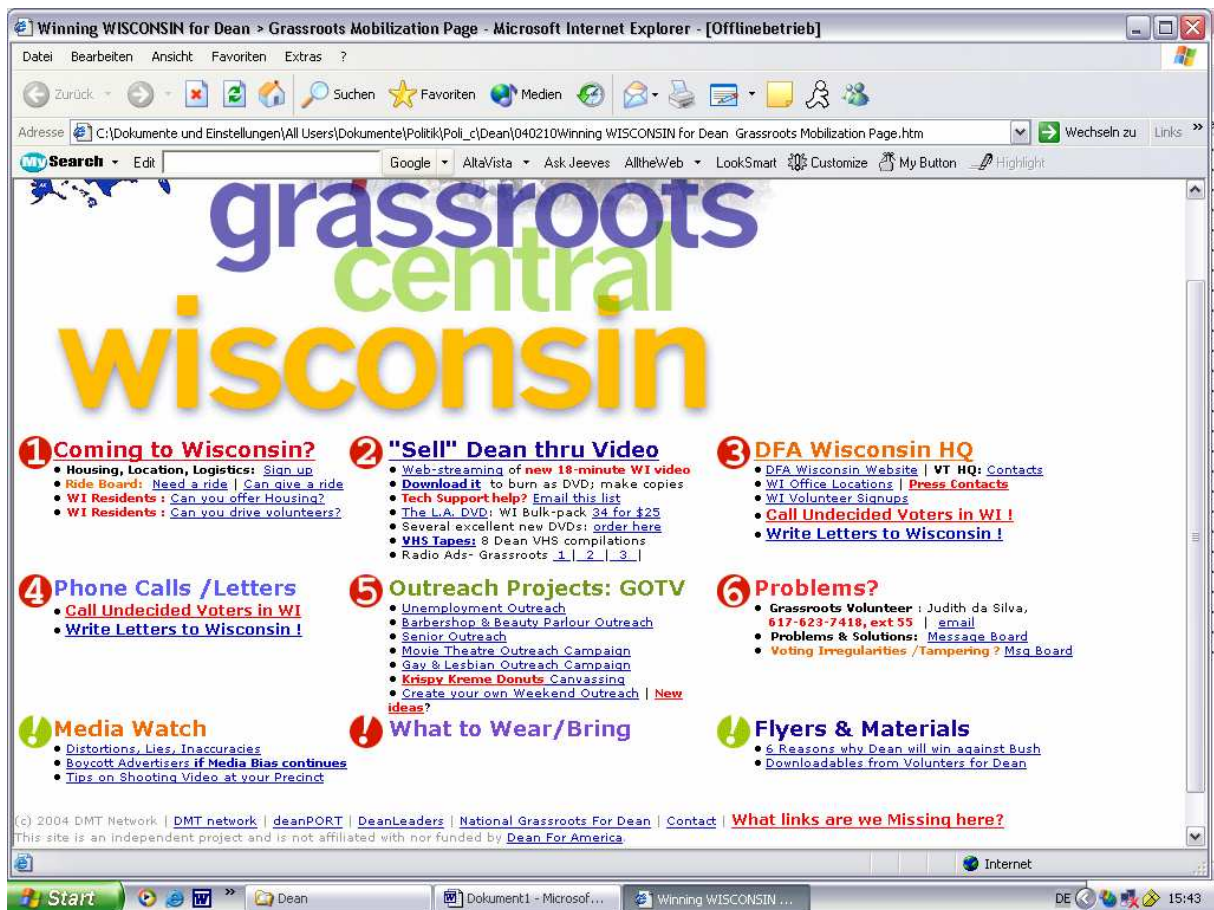 Winning WISCONSIN for Dean > Grassroots Mobilization Page - Microsoft Internet Explorer - [Offlinebetrieb]
Datei Bearbeiten Ansicht Favoriten Extras ?
Zurück Suchen Favoriten Medien
Adresse C:\Dokumente und Einstellungen\All Users\Dokumente\Politik\Poli_c\Dean\040210Winning WISCONSIN for Dean Grassroots Mobilization Page.htm Wechseln zu Links »
My Search Edit Google AltaVista Ask Jeeves AlltheWeb LookSmart Customize My Button Highlight
grassroots
central
wisconsin
1 Coming to Wisconsin?
• Housing, Location, Logistics: Sign up
• Ride Board: Need a ride | Can give a ride
• WI Residents : Can you offer Housing?
• WI Residents : Can you drive volunteers?
2 "Sell" Dean thru Video
• Web-streaming of new 18-minute WI video
• Download it to burn as DVD; make copies
• Tech Support help? Email this list
• The L.A. DVD: WI Bulk-pack 34 for $25
• Several excellent new DVDs: order here
• VHS Tapes: 8 Dean VHS compilations
• Radio Ads- Grassroots 1 | 2 | 3 |
3 DFA Wisconsin HQ
• DFA Wisconsin Website | VT HQ: Contacts
• WI Office Locations | Press Contacts
• WI Volunteer Signups
• Call Undecided Voters in WI !
• Write Letters to Wisconsin !
4 Phone Calls /Letters
• Call Undecided Voters in WI
• Write Letters to Wisconsin !
5 Outreach Projects: GOTV
• Unemployment Outreach
• Barbershop & Beauty Parlour Outreach
• Senior Outreach
• Movie Theatre Outreach Campaign
• Gay & Lesbian Outreach Campaign
• Krispy Kreme Donuts Canvassing
• Create your own Weekend Outreach | New
ideas?
6 Problems?
• Grassroots Volunteer : Judith da Silva,
617-623-7418, ext 55 | email
• Problems & Solutions: Message Board
• Voting Irregularities /Tampering ? Msg Board
! Media Watch
• Distortions, Lies, Inaccuracies
• Boycott Advertisers if Media Bias continues
• Tips on Shooting Video at your Precinct
! What to Wear/Bring
! Flyers & Materials
• 6 Reasons why Dean will win against Bush
• Downloadables from Volunters for Dean
(c) 2004 DMT Network | DMT network | deanPORT | DeanLeaders | National Grassroots For Dean | Contact | What links are we Missing here?
This site is an independent project and is not affiliated with nor funded by Dean For America.
Internet
Start » Dean Dokument1 - Microsof... Winning WISCONSIN ... DE 15:43